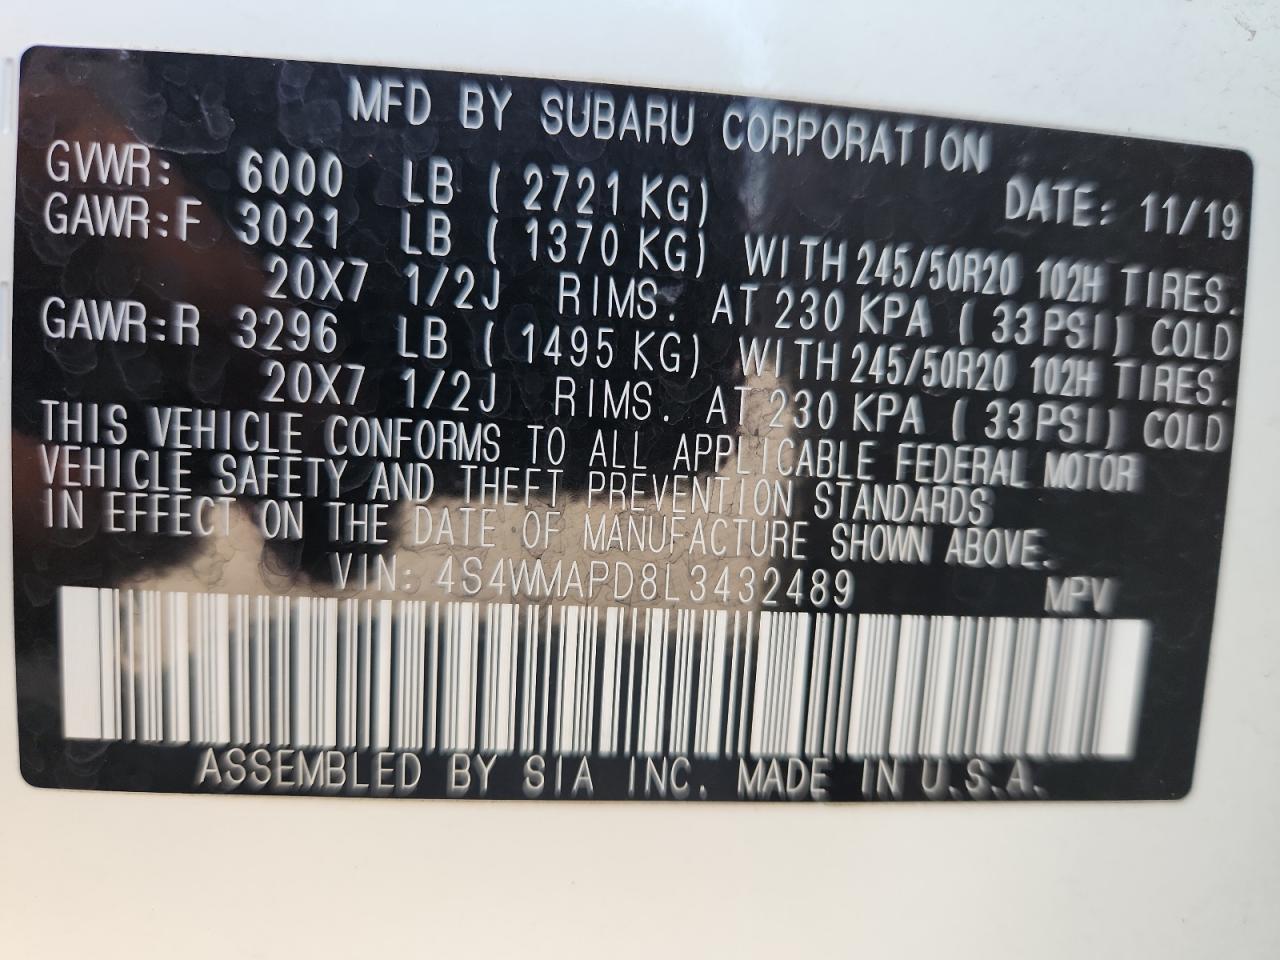 MFD BY SUBARU CORPORATION
GVWR: 6000 LB ( 2721 KG) DATE: 11/19
GAWR:F 3021 LB ( 1370 KG) WITH 245/50R20 102H TIRES.
20X7 1/2J RIMS. AT 230 KPA ( 33PSI) COLD
GAWR:R 3296 LB ( 1495 KG) WITH 245/50R20 102H TIRES.
20X7 1/2J RIMS. AT 230 KPA ( 33PSI) COLD
THIS VEHICLE CONFORMS TO ALL APPLICABLE FEDERAL MOTOR
VEHICLE SAFETY AND THEFT PREVENTION STANDARDS
IN EFFECT ON THE DATE OF MANUFACTURE SHOWN ABOVE.
VIN: 4S4WMAPD8L3432489 MPV
ASSEMBLED BY SIA INC. MADE IN U.S.A.